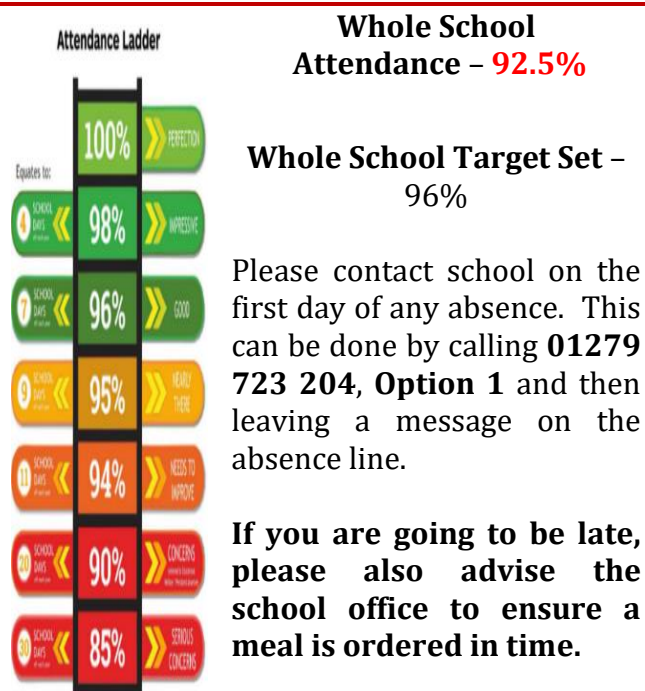 Attendance Ladder
Equates to:
100%
PERFECTION
4
SCHOOL
DAYS
98%
IMPRESSIVE
7
SCHOOL
DAYS
96%
GOOD
9
SCHOOL
DAYS
95%
NEARLY
THERE
11
SCHOOL
DAYS
94%
NEEDS TO
IMPROVE
20
SCHOOL
DAYS
90%
CONCERNS
30
SCHOOL
DAYS
85%
SERIOUS
CONCERNS
Whole School
Attendance – 92.5%
Whole School Target Set –
96%
Please contact school on the
first day of any absence. This
can be done by calling 01279
723 204, Option 1 and then
leaving a message on the
absence line.
If you are going to be late,
please also advise the
school office to ensure a
meal is ordered in time.